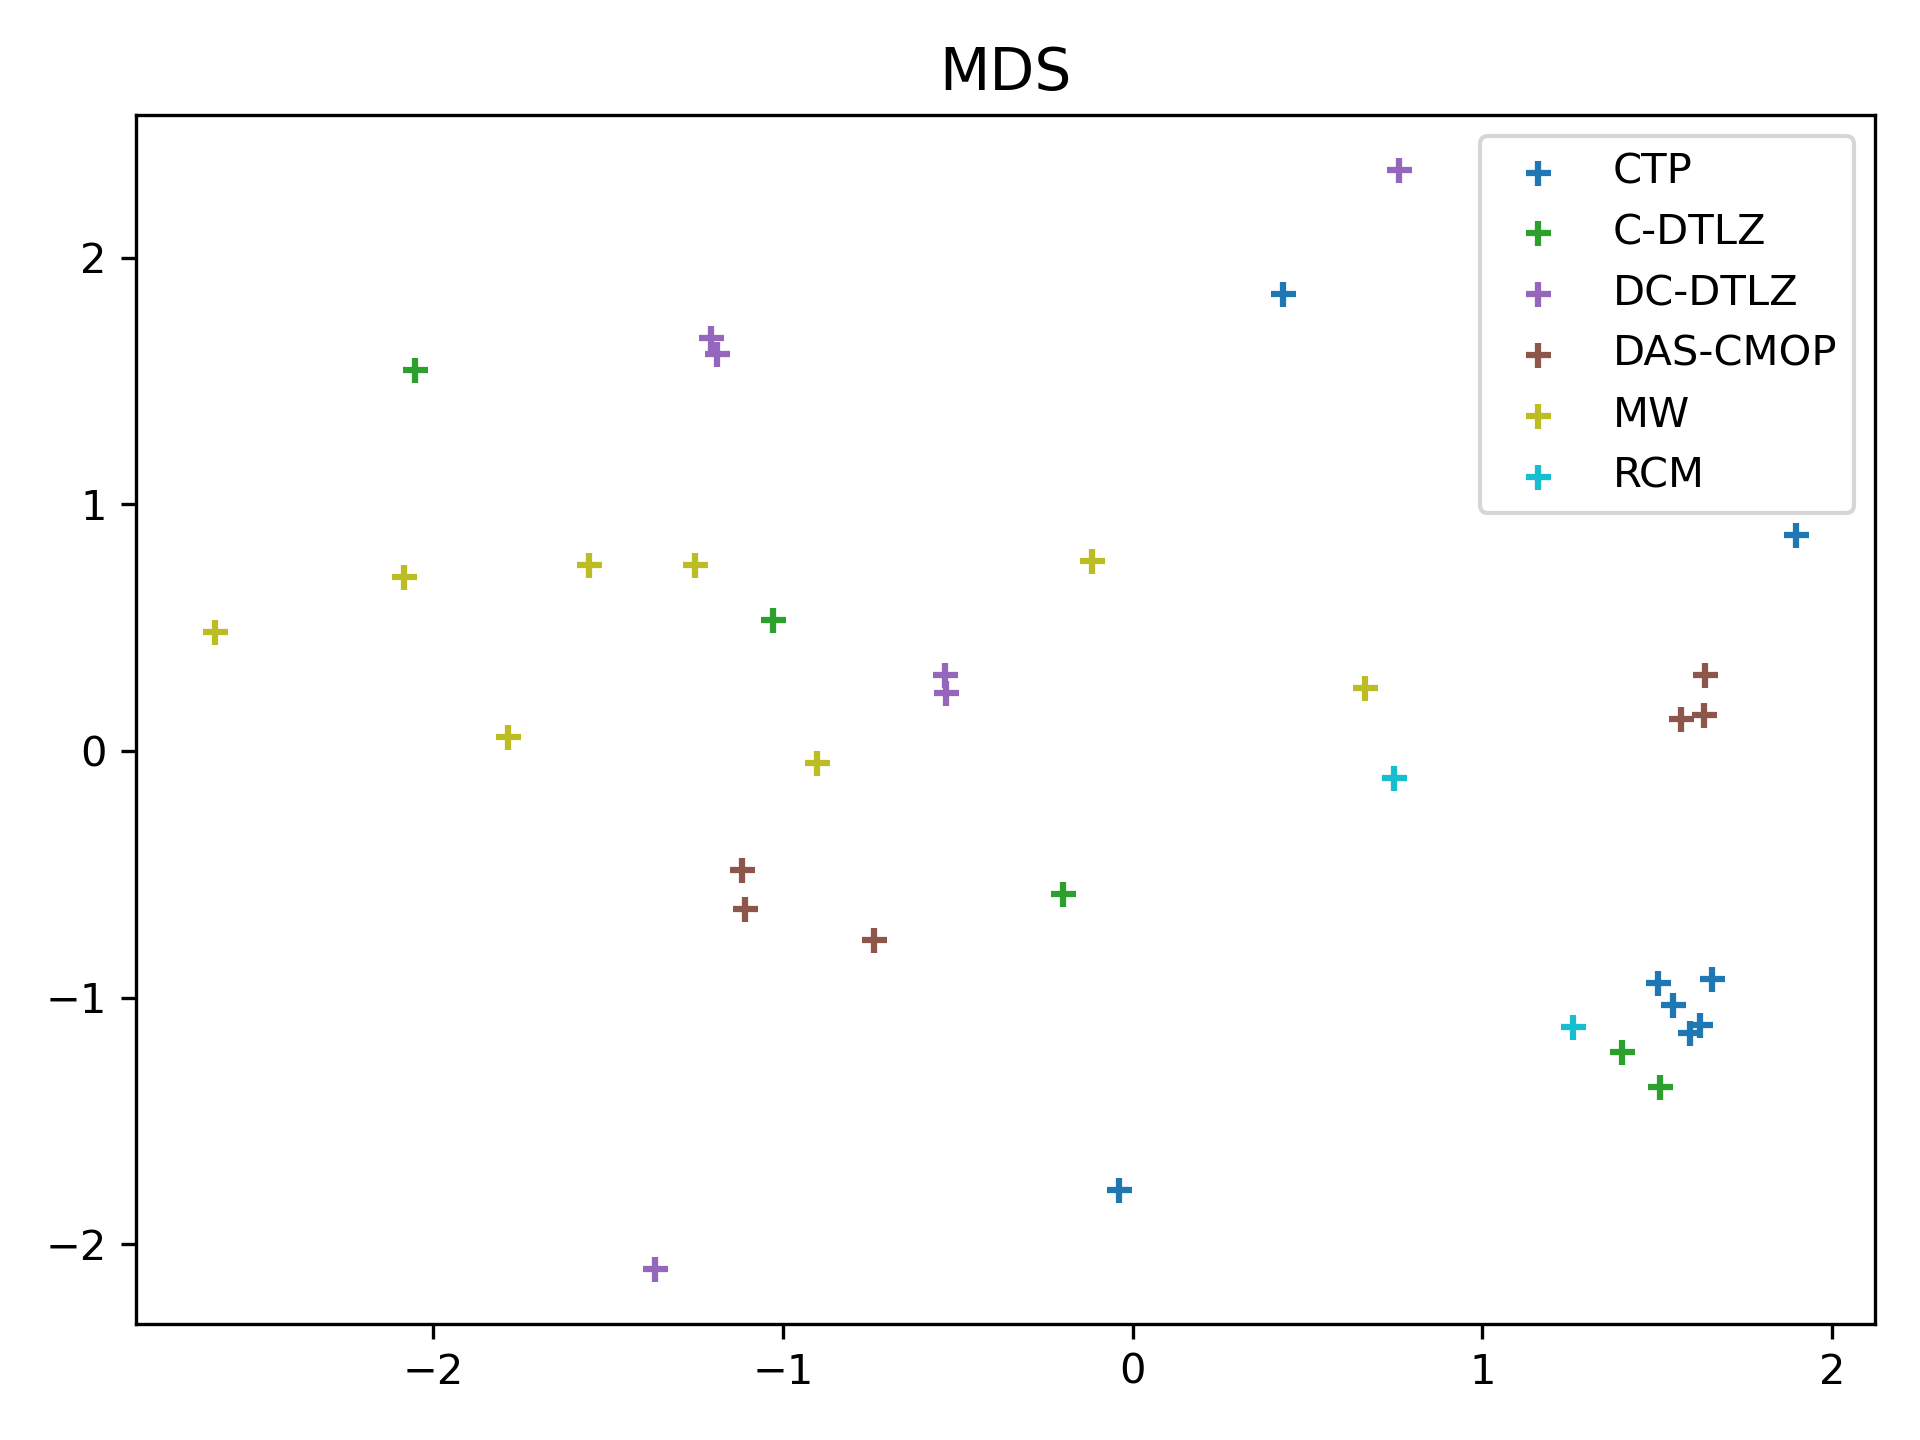 MDS
CTP
C-DTLZ
DC-DTLZ
DAS-CMOP
MW
RCM
2
1
0
−1
−2
−2 −1 0 1 2